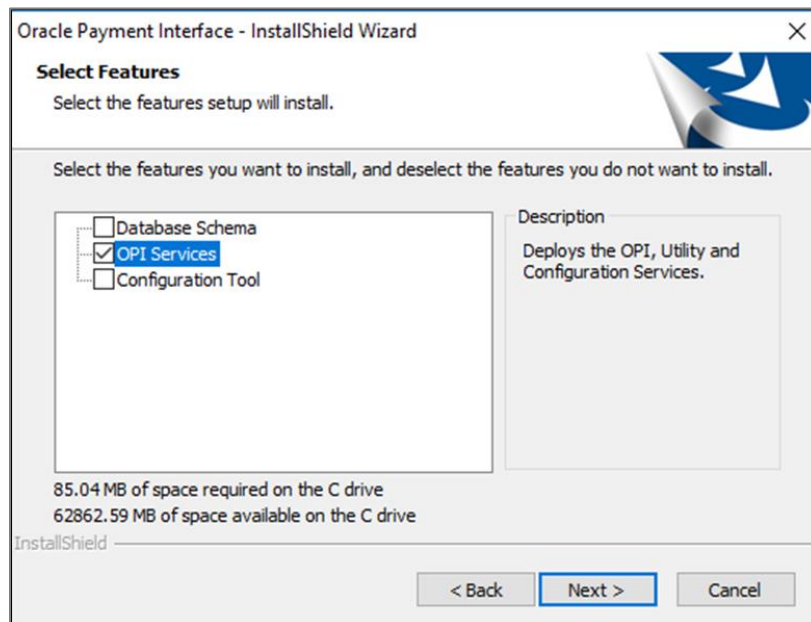 Oracle Payment Interface - InstallShield Wizard
Select Features
Select the features setup will install.
Select the features you want to install, and deselect the features you do not want to install.
Database Schema
OPI Services
Configuration Tool
Description
Deploys the OPI, Utility and
Configuration Services.
85.04 MB of space required on the C drive
62862.59 MB of space available on the C drive
InstallShield
< Back
Next >
Cancel